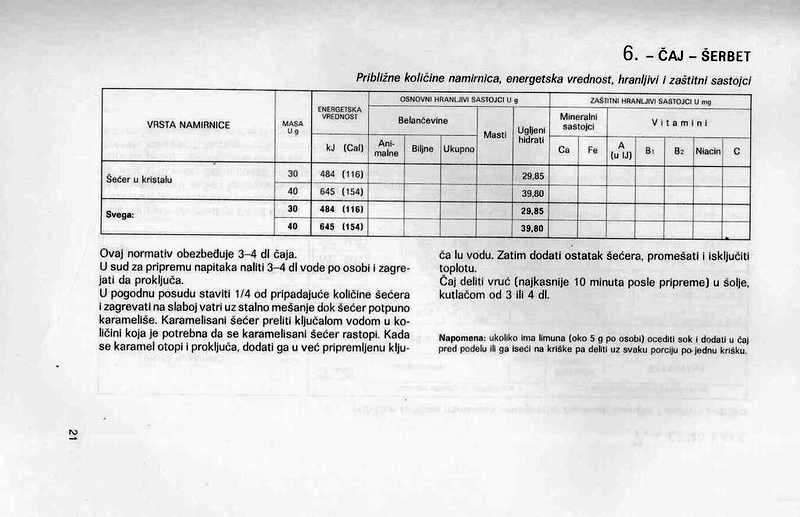 6. – ČAJ – ŠERBET
Približne količine namirnica, energetska vrednost, hranljivi i zaštitni sastojci
VRSTA NAMIRNICE
MASA
U g
ENERGETSKA
VREDNOST
kJ (Cal)
OSNOVNI HRANLJIVI SASTOJCI U g
Belančevine
Ani-
malne
Biljne
Ukupno
Masti
Ugljeni
hidrati
ZAŠTITNI HRANLJIVI SASTOJCI U mg
Mineralni
sastojci
Ca
Fe
Vitamini
A
(u IJ)
B1
B2
Niacin
C
Šećer u kristalu
30 484 (116) 29,85
40 645 (154) 39,80
Svega:
30 484 (116) 29,85
40 645 (154) 39,80
Ovaj normativ obezbeđuje 3–4 dl čaja.
U sud za pripremu napitaka naliti 3–4 dl vode po osobi i zagre-
jati da proključa.
U pogodnu posudu staviti 1/4 od pripadajuće količine šećera
i zagrevati na slaboj vatri uz stalno mešanje dok šećer potpuno
karameliše. Karamelisani šećer preliti ključalom vodom u ko-
ličini koja je potrebna da se karamelisani šećer rastopi. Kada
se karamel otopi i proključa, dodati ga u već pripremljenu klju-
ča lu vodu. Zatim dodati ostatak šećera, promešati i isključiti
toplotu.
Čaj deliti vruć (najkasnije 10 minuta posle pripreme) u šolje,
kutlačom od 3 ili 4 dl.
Napomena: ukoliko ima limuna (oko 5 g po osobi) ocediti sok i dodati u čaj
pred podelu ili ga iseći na kriške pa deliti uz svaku porciju po jednu krišku.
21